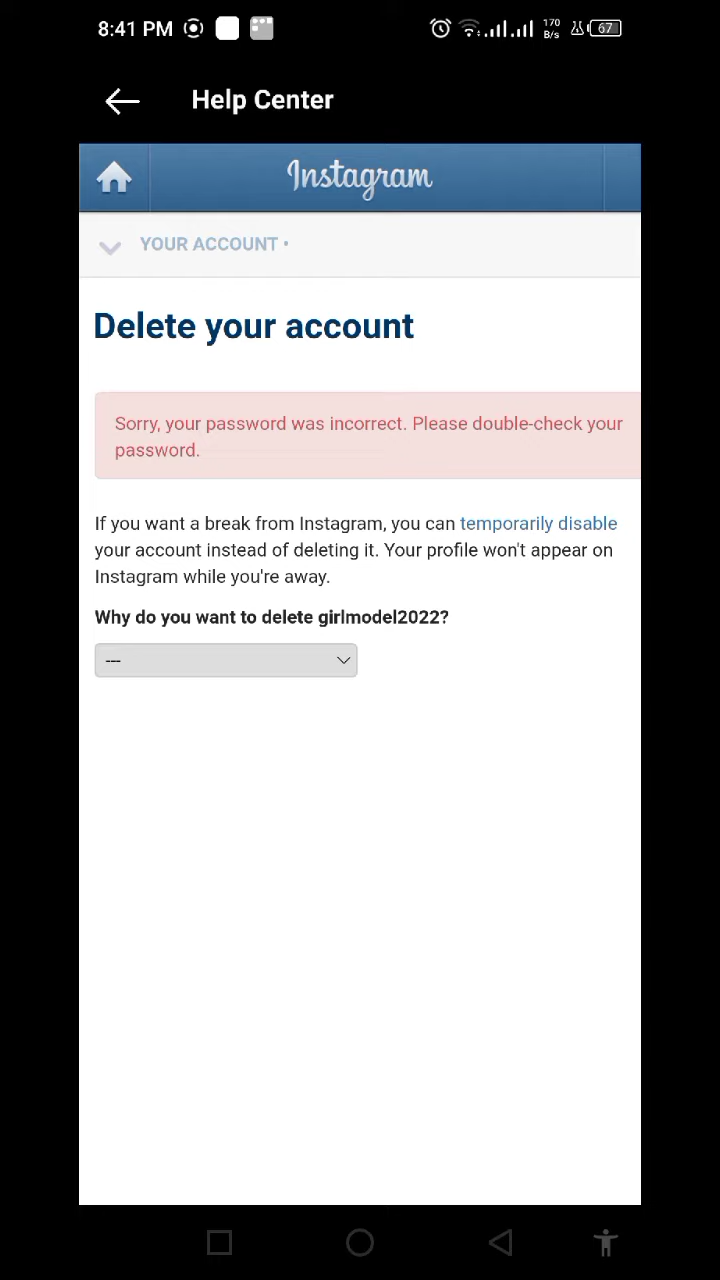 8:41 PM 170 B/s 67
Help Center
Instagram
YOUR ACCOUNT •
Delete your account
Sorry, your password was incorrect. Please double-check your
password.
If you want a break from Instagram, you can temporarily disable
your account instead of deleting it. Your profile won't appear on
Instagram while you're away.
Why do you want to delete girlmodel2022?
---